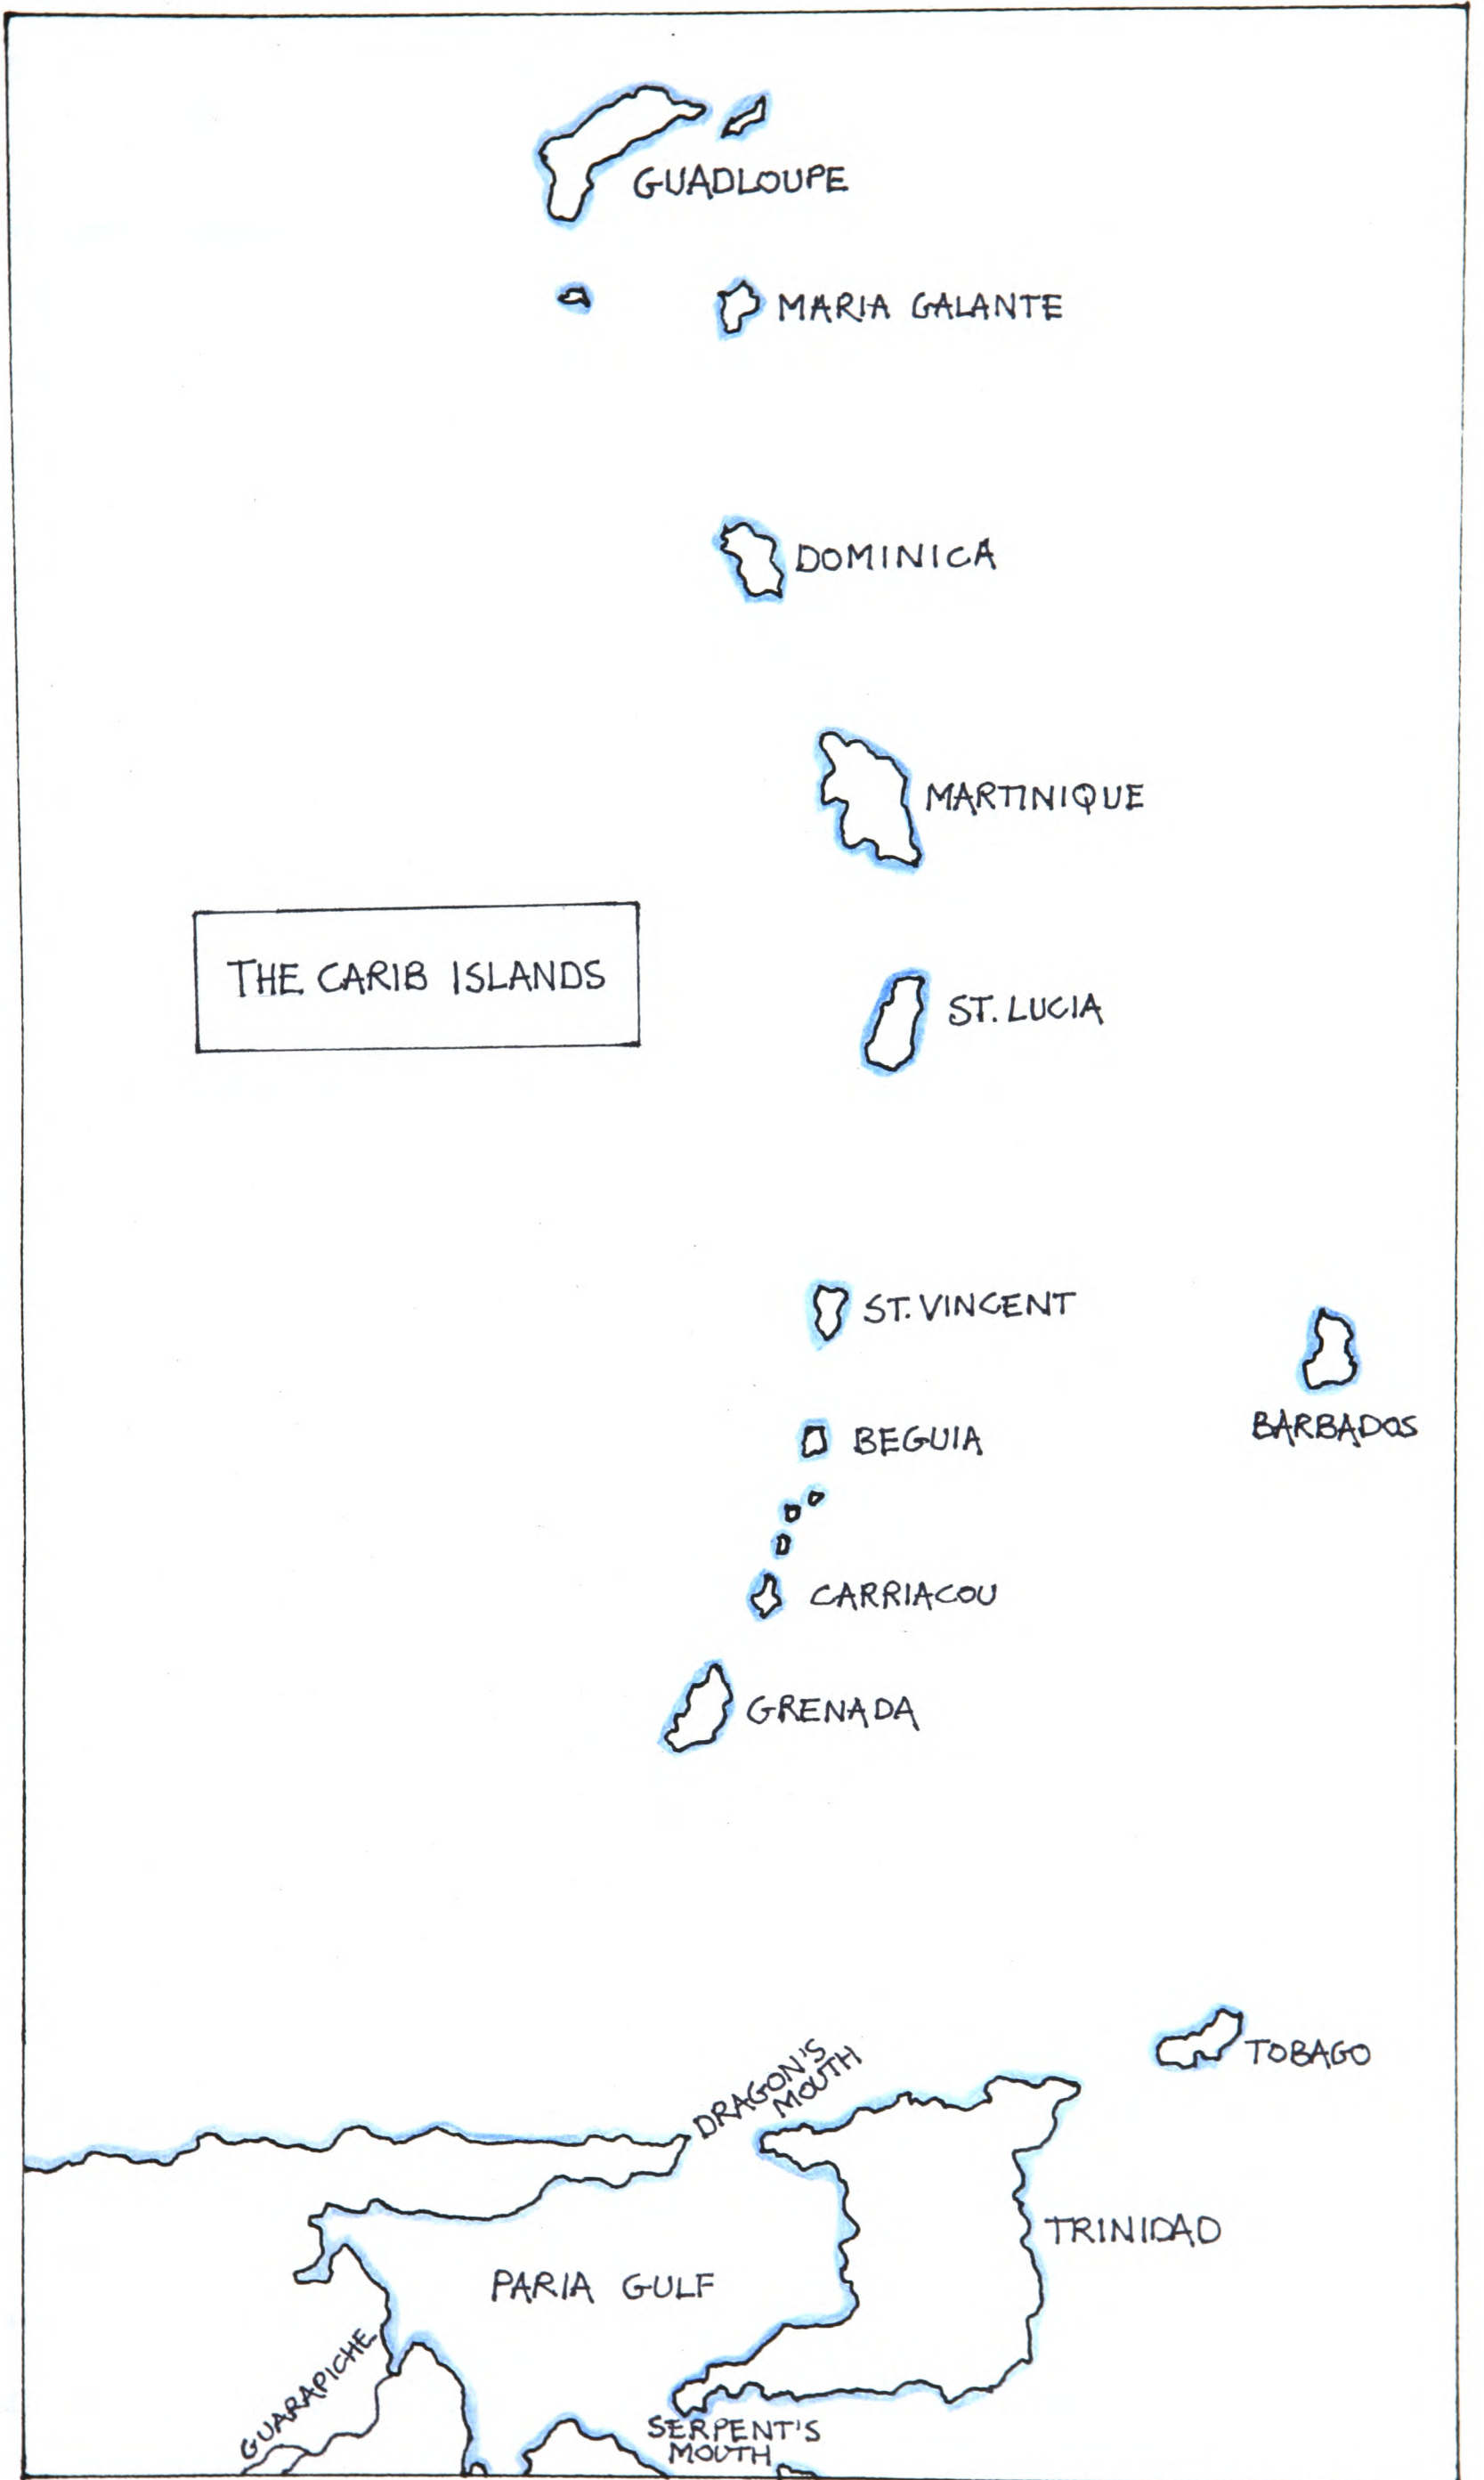 GUADLOUPE
MARIA GALANTE
DOMINICA
MARTINIQUE
THE CARIB ISLANDS
ST. LUCIA
ST. VINCENT
BARBADOS
BEGUIA
CARRIACOU
GRENADA
TOBAGO
DRAGON'S
MOUTH
TRINIDAD
PARIA GULF
GUARAPICHE
SERPENT'S
MOUTH